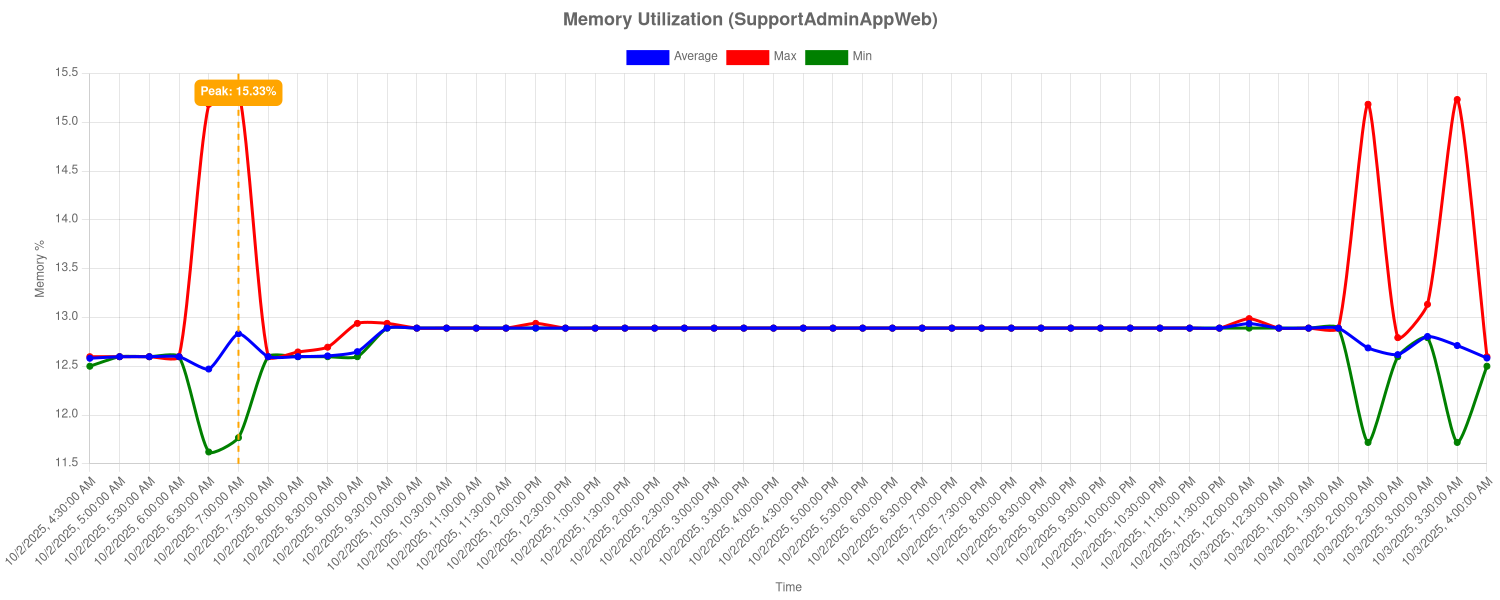 Memory Utilization (SupportAdminAppWeb)
Average Max Min
Peak: 15.33%
15.5
15.0
14.5
14.0
13.5
13.0
12.5
12.0
11.5
Memory %
10/2/2025, 4:30:00 AM
10/2/2025, 5:00:00 AM
10/2/2025, 5:30:00 AM
10/2/2025, 6:00:00 AM
10/2/2025, 6:30:00 AM
10/2/2025, 7:00:00 AM
10/2/2025, 7:30:00 AM
10/2/2025, 8:00:00 AM
10/2/2025, 8:30:00 AM
10/2/2025, 9:00:00 AM
10/2/2025, 9:30:00 AM
10/2/2025, 10:00:00 AM
10/2/2025, 10:30:00 AM
10/2/2025, 11:00:00 AM
10/2/2025, 11:30:00 AM
10/2/2025, 12:00:00 PM
10/2/2025, 12:30:00 PM
10/2/2025, 1:00:00 PM
10/2/2025, 1:30:00 PM
10/2/2025, 2:00:00 PM
10/2/2025, 2:30:00 PM
10/2/2025, 3:00:00 PM
10/2/2025, 3:30:00 PM
10/2/2025, 4:00:00 PM
10/2/2025, 4:30:00 PM
10/2/2025, 5:00:00 PM
10/2/2025, 5:30:00 PM
10/2/2025, 6:00:00 PM
10/2/2025, 6:30:00 PM
10/2/2025, 7:00:00 PM
10/2/2025, 7:30:00 PM
10/2/2025, 8:00:00 PM
10/2/2025, 8:30:00 PM
10/2/2025, 9:00:00 PM
10/2/2025, 9:30:00 PM
10/2/2025, 10:00:00 PM
10/2/2025, 10:30:00 PM
10/2/2025, 11:00:00 PM
10/2/2025, 11:30:00 PM
10/3/2025, 12:00:00 AM
10/3/2025, 12:30:00 AM
10/3/2025, 1:00:00 AM
10/3/2025, 1:30:00 AM
10/3/2025, 2:00:00 AM
10/3/2025, 2:30:00 AM
10/3/2025, 3:00:00 AM
10/3/2025, 3:30:00 AM
10/3/2025, 4:00:00 AM
Time